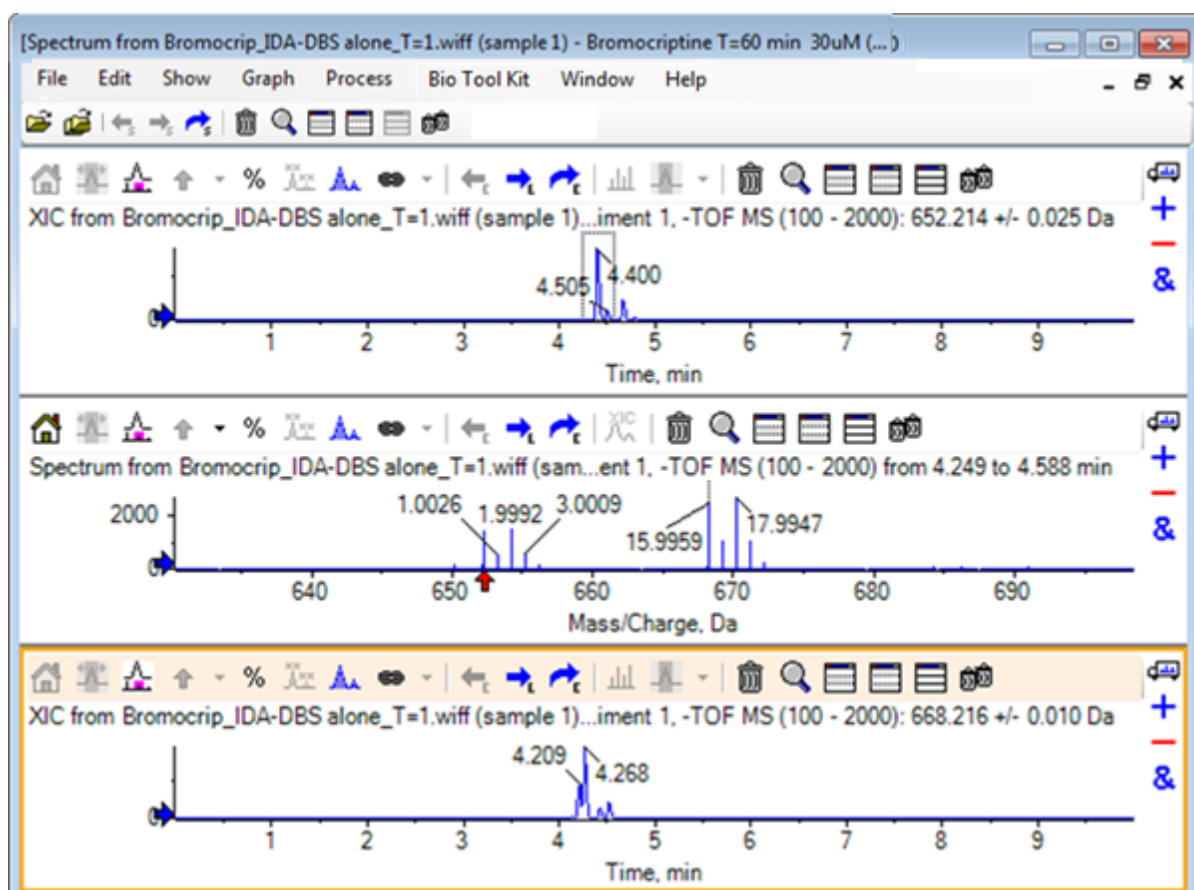 [Spectrum from Bromocrip_IDA-DBS alone_T=1.wiff (sample 1) - Bromocriptine T=60 min 30uM (...)
File Edit Show Graph Process Bio Tool Kit Window Help
%
XIC from Bromocrip_IDA-DBS alone_T=1.wiff (sample 1)...iment 1, -TOF MS (100 - 2000): 652.214 +/- 0.025 Da
4.505 4.400
0
1 2 3 4 5 6 7 8 9
Time, min
% XIC
Spectrum from Bromocrip_IDA-DBS alone_T=1.wiff (sam...ent 1, -TOF MS (100 - 2000) from 4.249 to 4.588 min
2000 1.0026 1.9992 3.0009 15.9959 17.9947
0
640 650 660 670 680 690
Mass/Charge, Da
%
XIC from Bromocrip_IDA-DBS alone_T=1.wiff (sample 1)...iment 1, -TOF MS (100 - 2000): 668.216 +/- 0.010 Da
4.209 4.268
0
1 2 3 4 5 6 7 8 9
Time, min